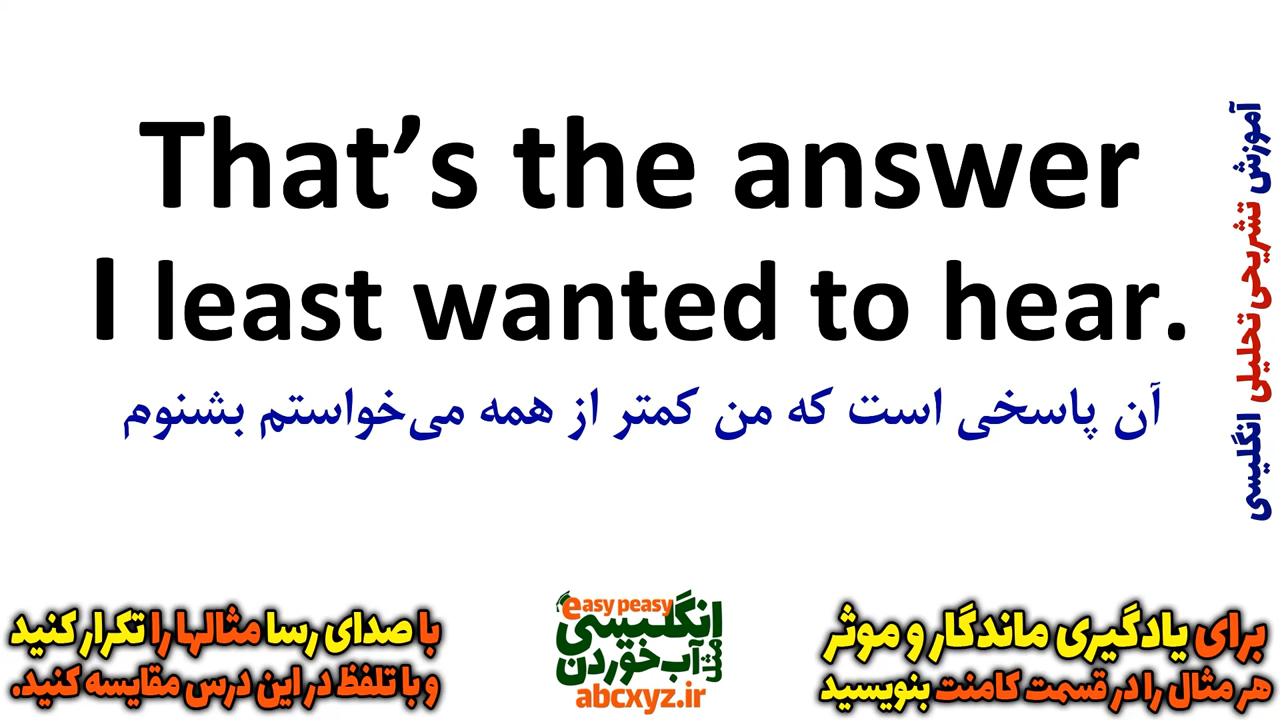 That’s the answer
I least wanted to hear.
آن پاسخی است که من کمتر از همه می‌خواستم بشنوم
آموزش تشریحی تحلیلی انگلیسی
برای یادگیری ماندگار و موثر
هر مثال را در قسمت کامنت بنویسید
easy peasy
انگلیسی
مثل آب خوردن
abcxyz.ir
با صدای رسا مثالها را تکرار کنید
و با تلفظ در این درس مقایسه کنید.